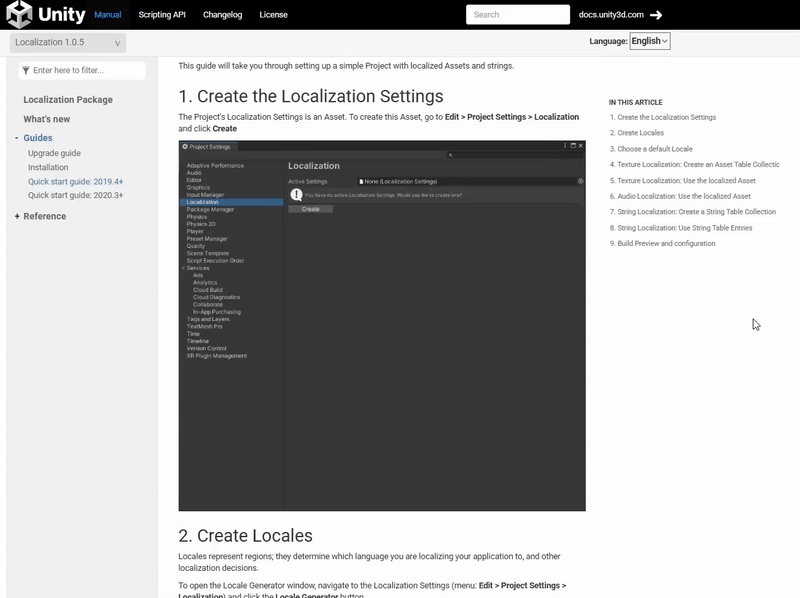 Unity
Manual
Scripting API
Changelog
License
Search
docs.unity3d.com
Localization 1.0.5
Language: English
Enter here to filter...
Localization Package
What's new
- Guides
Upgrade guide
Installation
Quick start guide: 2019.4+
Quick start guide: 2020.3+
+ Reference
This guide will take you through setting up a simple Project with localized Assets and strings.
1. Create the Localization Settings
The Project's Localization Settings is an Asset. To create this Asset, go to Edit > Project Settings > Localization
and click Create
Project Settings
Adaptive Performance
Audio
Editor
Graphics
Input Manager
Localization
Package Manager
Physics
Physics 2D
Player
Preset Manager
Quality
Scene Template
Script Execution Order
Services
Ads
Analytics
Cloud Build
Cloud Diagnostics
Collaborate
In-App Purchasing
Tags and Layers
TextMesh Pro
Time
Timeline
Version Control
XR Plugin Management
Localization
Active Settings
None (Localization Settings)
You have no active Localization Settings. Would you like to create one?
Create
2. Create Locales
Locales represent regions; they determine which language you are localizing your application to, and other
localization decisions.
To open the Locale Generator window, navigate to the Localization Settings (menu: Edit > Project Settings >
Localization) and click the Locale Generator button.
IN THIS ARTICLE
1. Create the Localization Settings
2. Create Locales
3. Choose a default Locale
4. Texture Localization: Create an Asset Table Collectic
5. Texture Localization: Use the localized Asset
6. Audio Localization: Use the localized Asset
7. String Localization: Create a String Table Collection
8. String Localization: Use String Table Entries
9. Build Preview and configuration